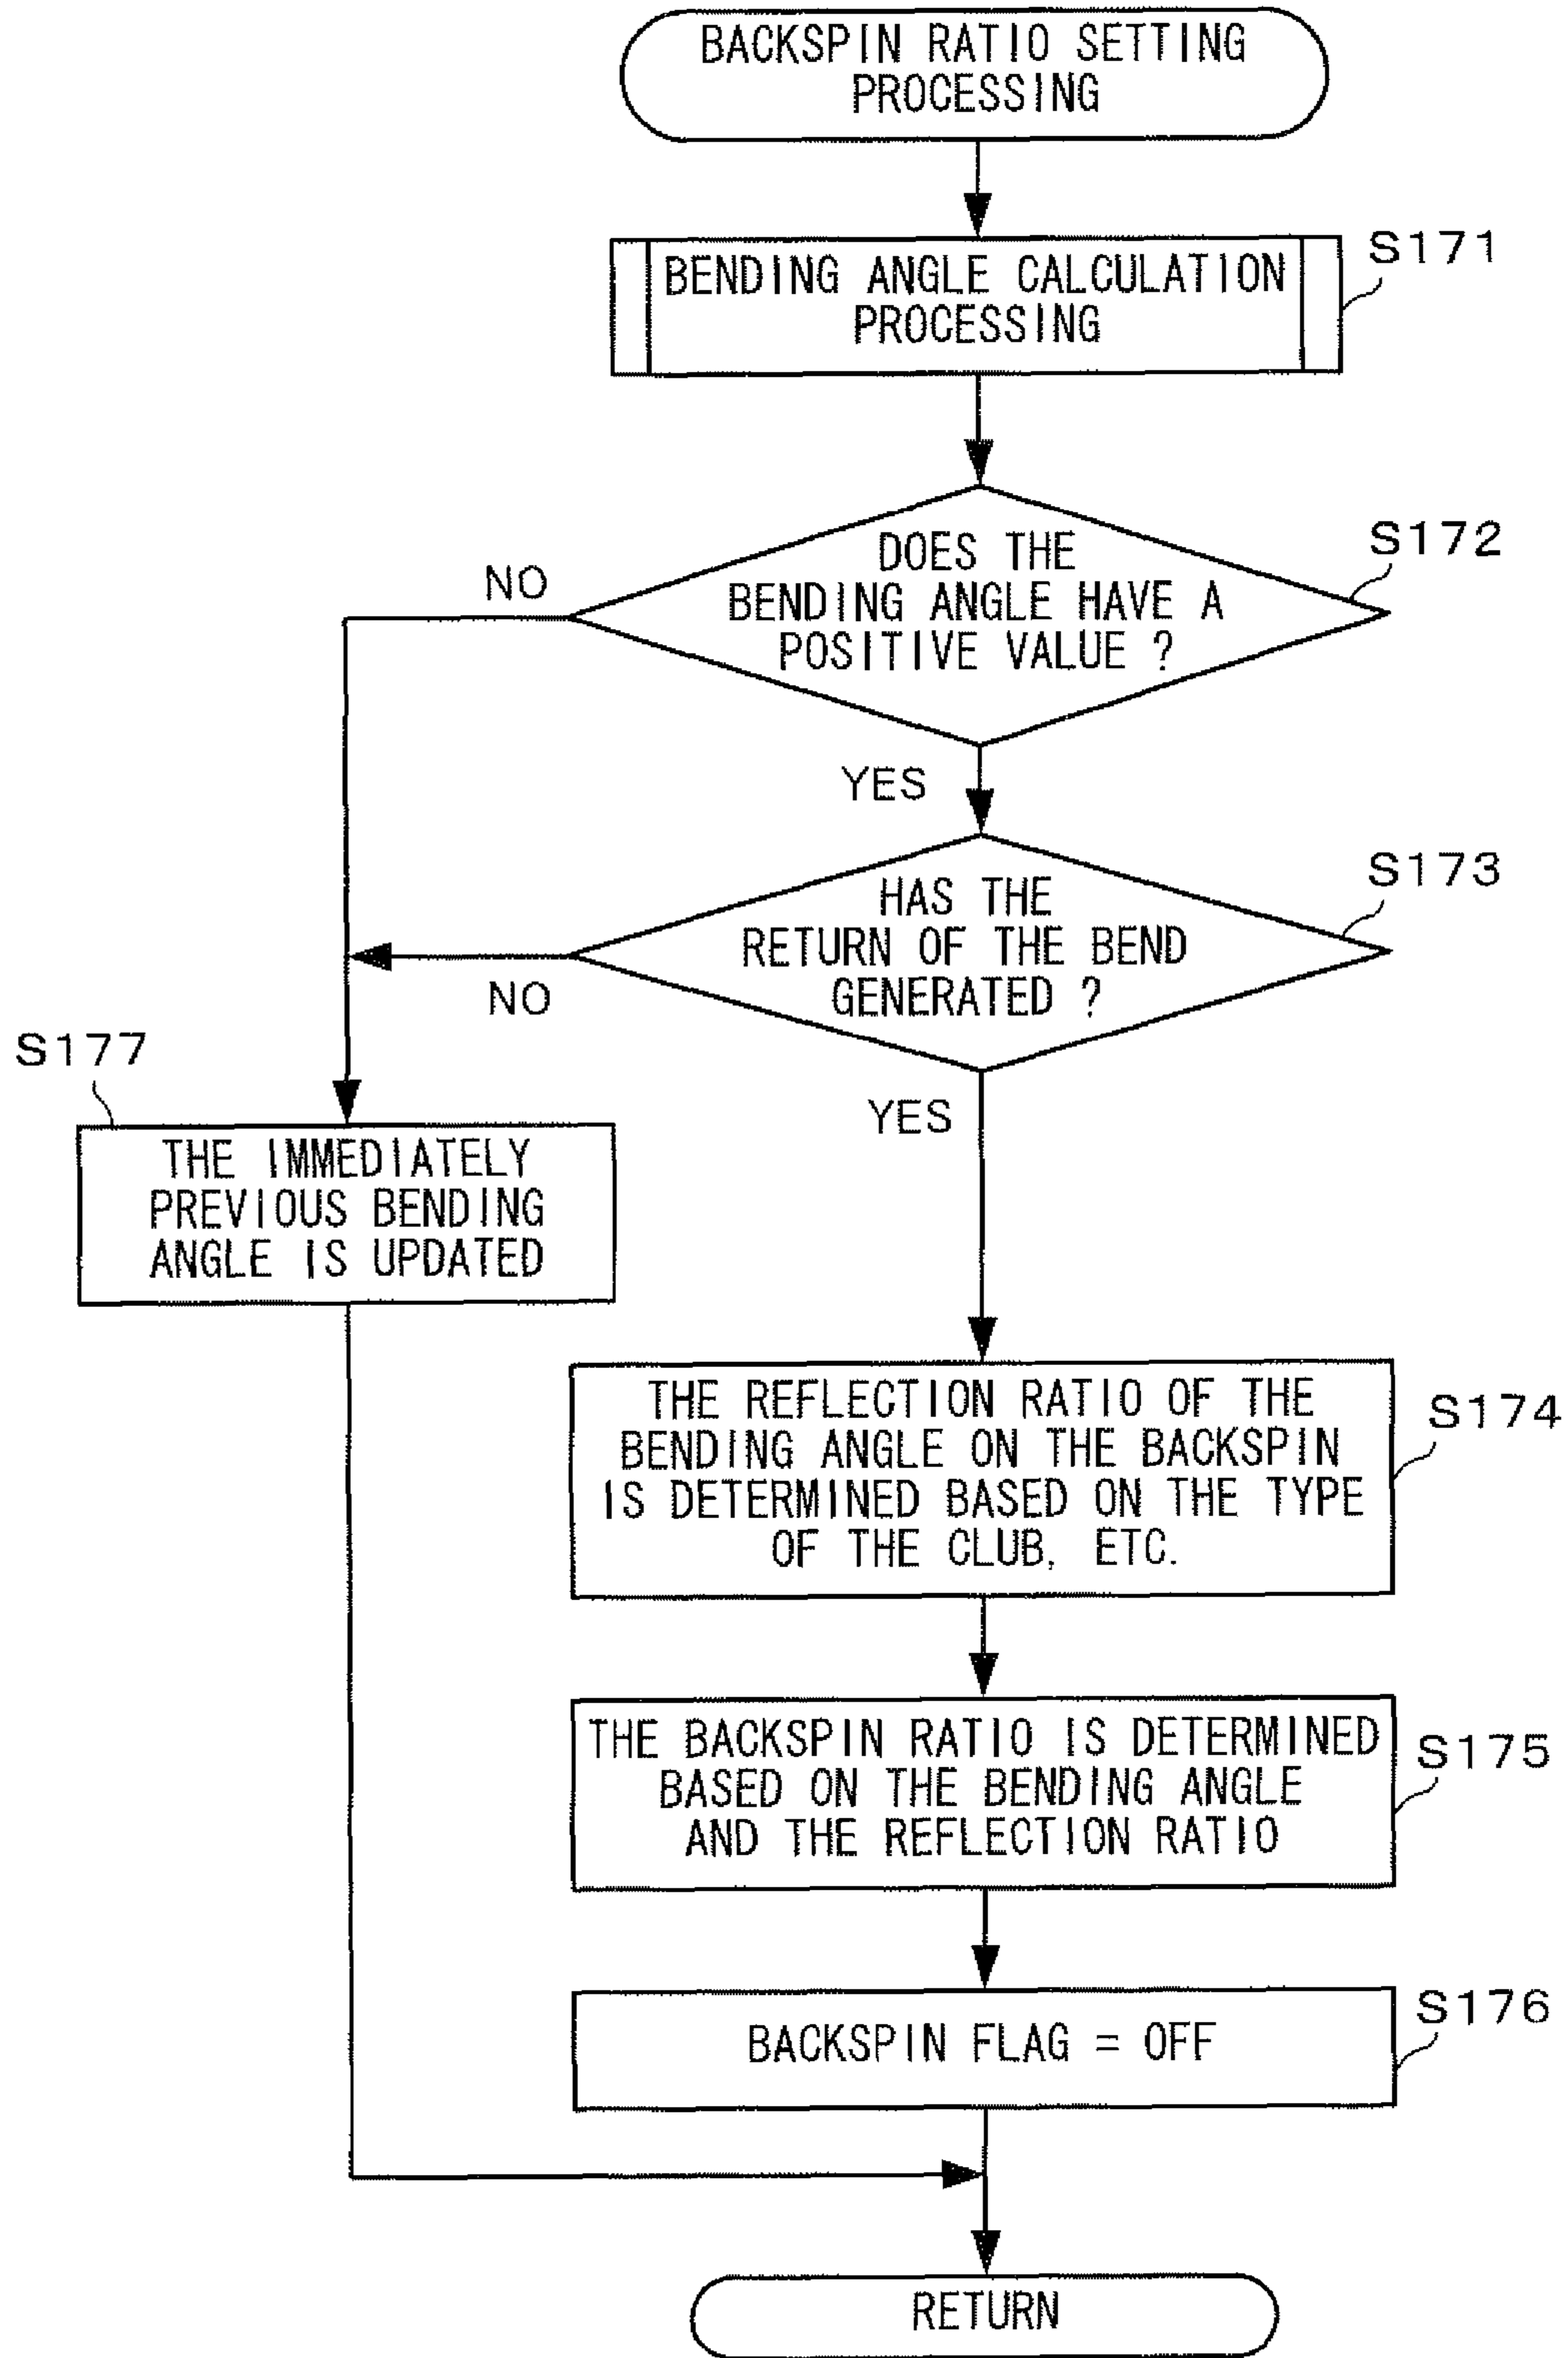 BACKSPIN RATIO SETTING
PROCESSING
S171
BENDING ANGLE CALCULATION
PROCESSING
S172
DOES THE
BENDING ANGLE HAVE A
POSITIVE VALUE ?
NO
YES
S173
HAS THE
RETURN OF THE BEND
GENERATED ?
NO
YES
S177
THE IMMEDIATELY
PREVIOUS BENDING
ANGLE IS UPDATED
S174
THE REFLECTION RATIO OF THE
BENDING ANGLE ON THE BACKSPIN
IS DETERMINED BASED ON THE TYPE
OF THE CLUB, ETC.
S175
THE BACKSPIN RATIO IS DETERMINED
BASED ON THE BENDING ANGLE
AND THE REFLECTION RATIO
S176
BACKSPIN FLAG = OFF
RETURN